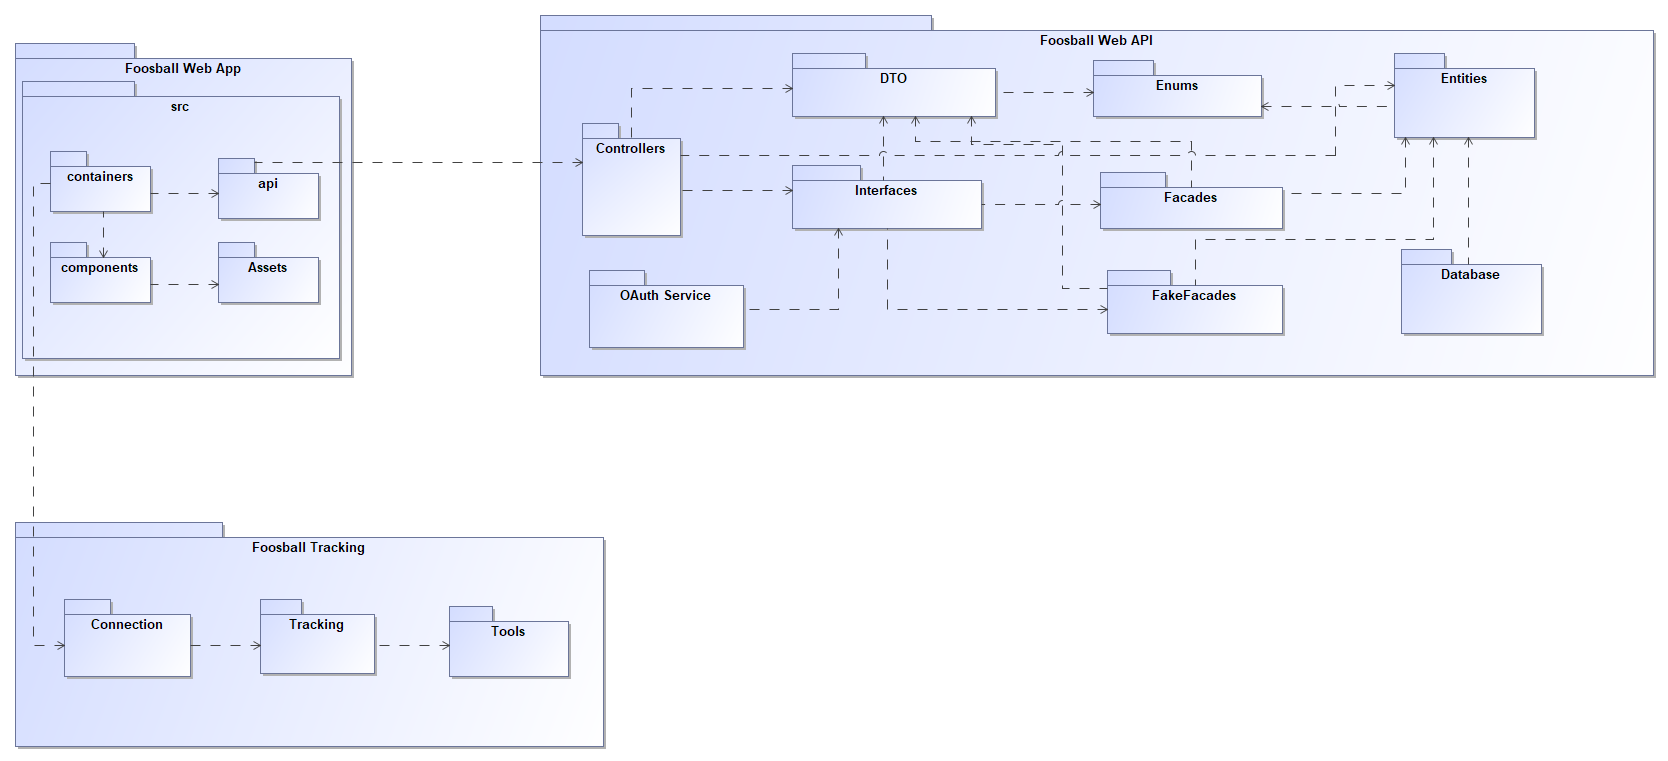 Foosball Web App
src
containers
api
components
Assets
Foosball Web API
DTO
Enums
Entities
Controllers
Interfaces
Facades
OAuth Service
FakeFacades
Database
Foosball Tracking
Connection
Tracking
Tools